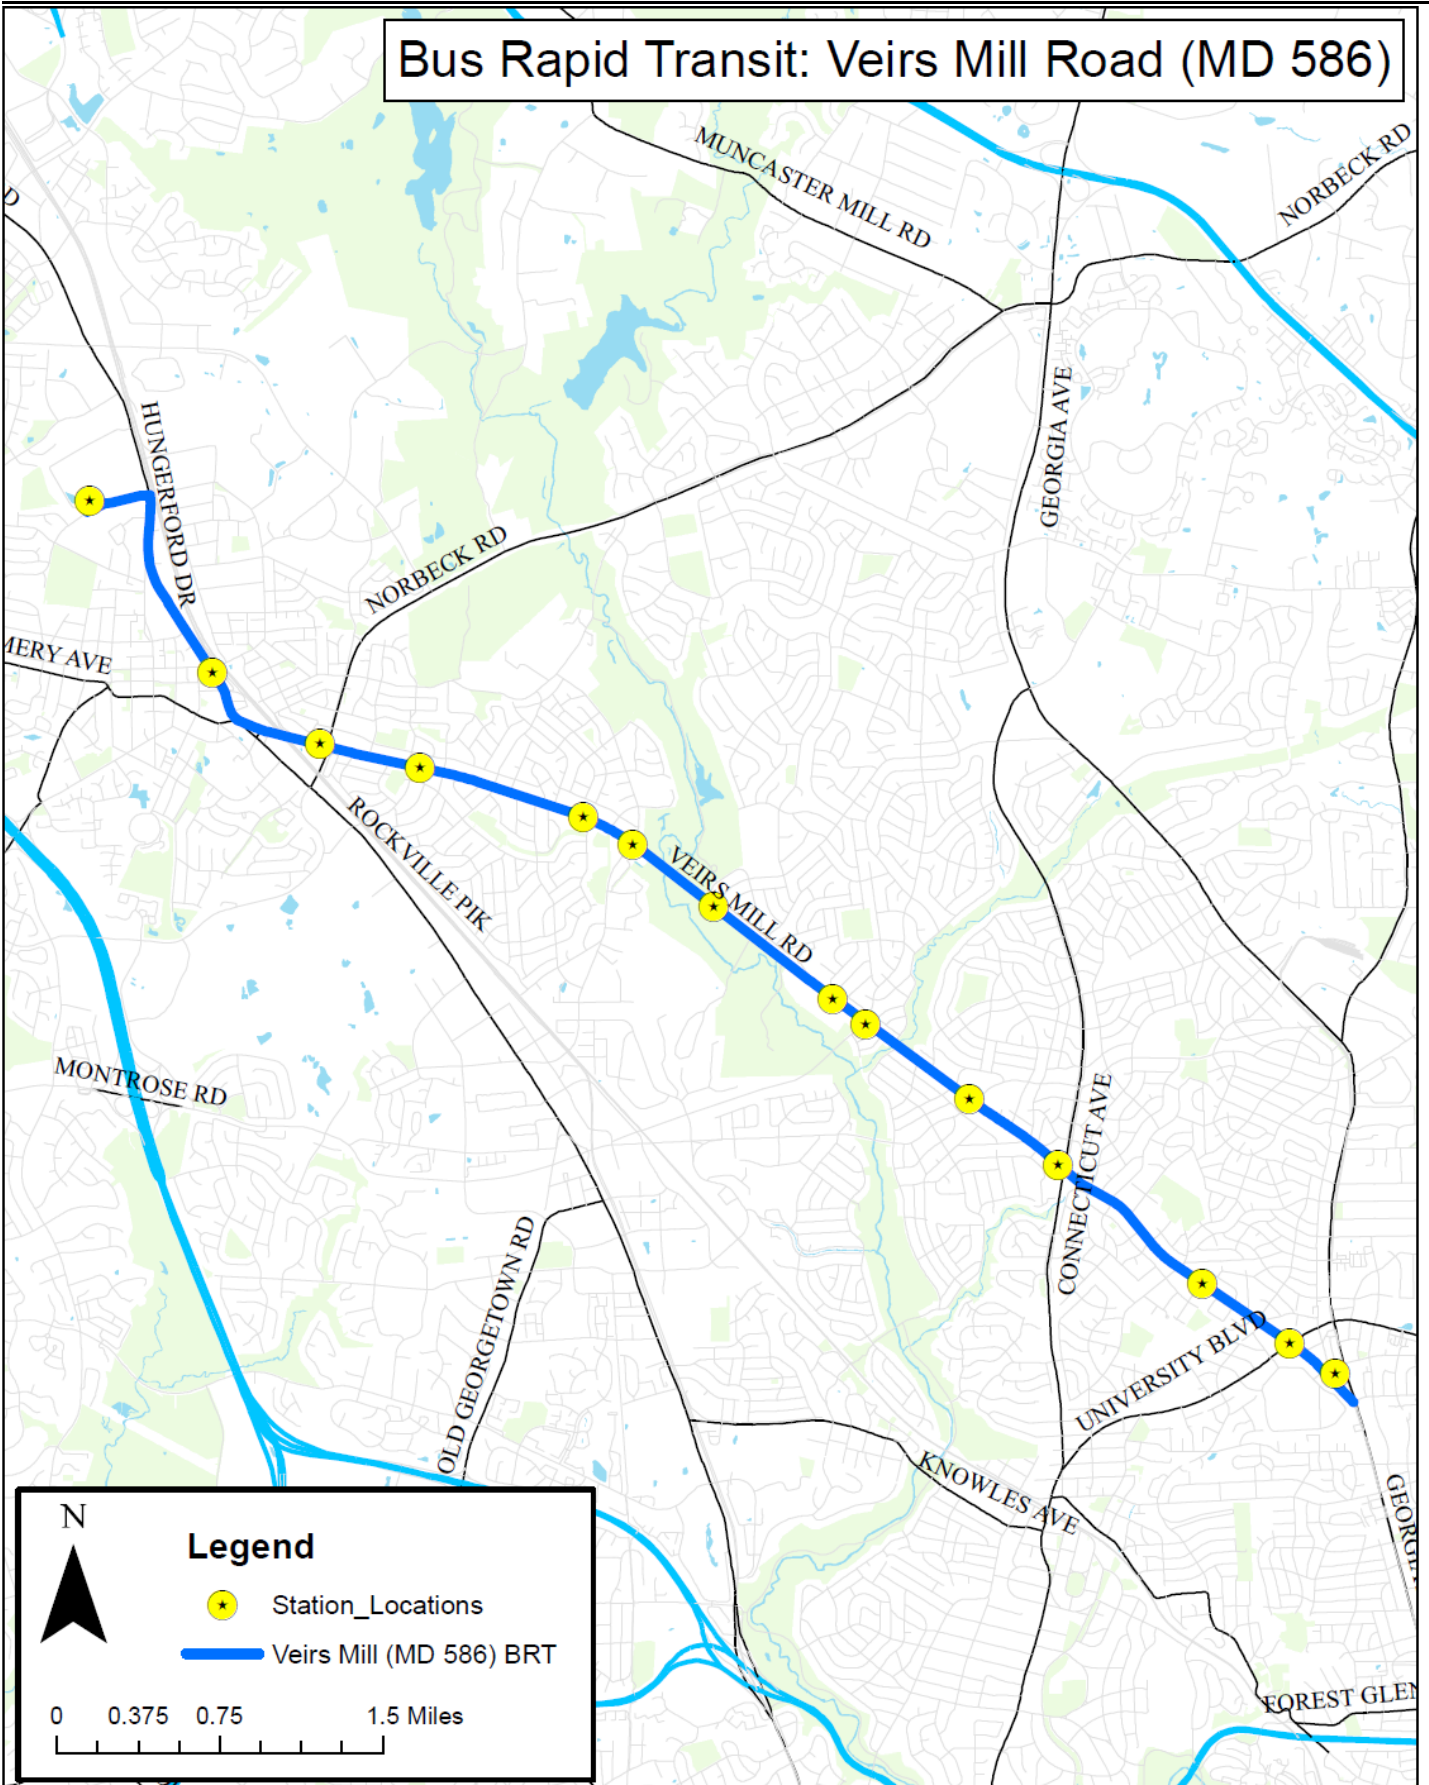 Bus Rapid Transit: Veirs Mill Road (MD 586)
MUNCASTER MILL RD
NORBECK RD
D
GEORGIA AVE
HUNGERFORD DR
NORBECK RD
MERY AVE
ROCKVILLE PIK
VEIRS MILL RD
MONTROSE RD
CONNECTICUT AVE
OLD GEORGETOWN RD
UNIVERSITY BLVD
KNOWLES AVE
GEORGIA
FOREST GLEN
N
Legend
Station_Locations
Veirs Mill (MD 586) BRT
0 0.375 0.75 1.5 Miles